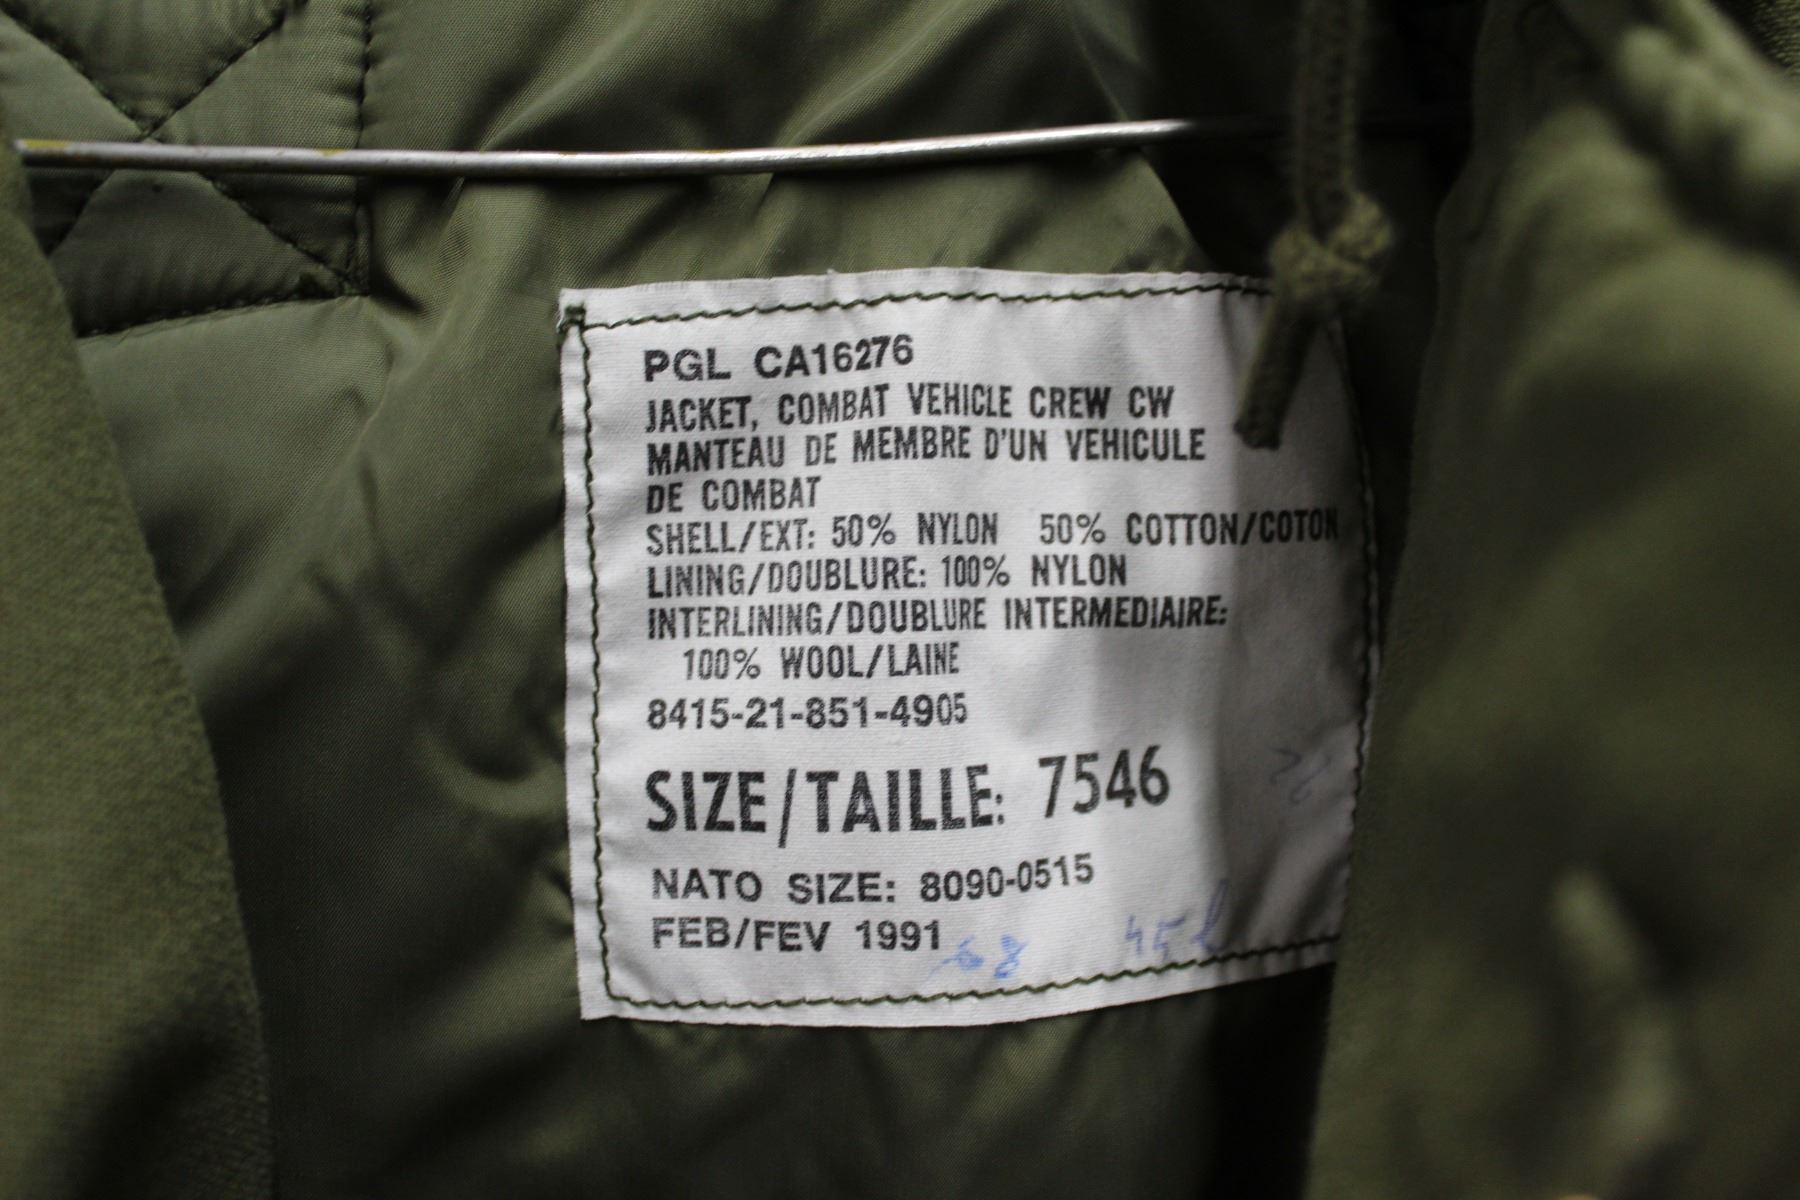 PGL CA16276
JACKET, COMBAT VEHICLE CREW CW
MANTEAU DE MEMBRE D'UN VEHICULE
DE COMBAT
SHELL/EXT: 50% NYLON 50% COTTON/COTON
LINING/DOUBLURE: 100% NYLON
INTERLINING/DOUBLURE INTERMEDIAIRE:
100% WOOL/LAINE
8415-21-851-4905
SIZE/TAILLE: 7546
NATO SIZE: 8090-0515
FEB/FEV 1991